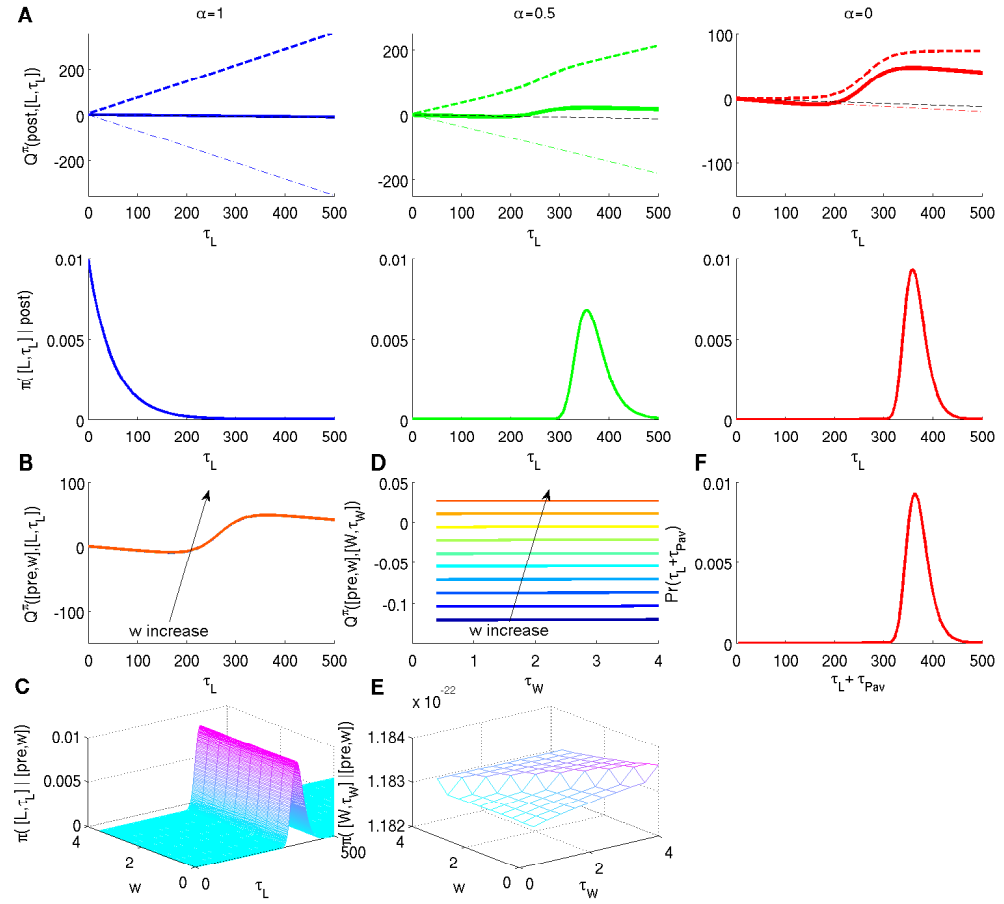 A
α=1
α=0.5
α=0
Q^π(post,[L,τ_L])
200
0
-200
0 100 200 300 400 500
τ_L
200
0
-200
0 100 200 300 400 500
τ_L
100
0
-100
0 100 200 300 400 500
τ_L
π([L,τ_L] | post)
0.01
0.005
0
0 100 200 300 400 500
τ_L
0.01
0.005
0
0 100 200 300 400 500
τ_L
0.01
0.005
0
0 100 200 300 400 500
τ_L
B
Q^π([pre,w],[L,τ_L])
100
0
-100
w increase
0 100 200 300 400 500
τ_L
D
Q^π([pre,w],[W,τ_W])
0.05
0
-0.05
-0.1
w increase
0 1 2 3 4
τ_W
F
Pr(τ_L+τ_Pav)
0.01
0.005
0
0 100 200 300 400 500
τ_L+ τ_Pav
C
π( [L,τ_L] | [pre,w])
0.01
0.005
0
4
2
0
w
0
500
τ_L
E
x 10^-22
π( [W,τ_W] | [pre,w])
1.184
1.183
1.182
4
2
0
w
0
2
4
τ_W